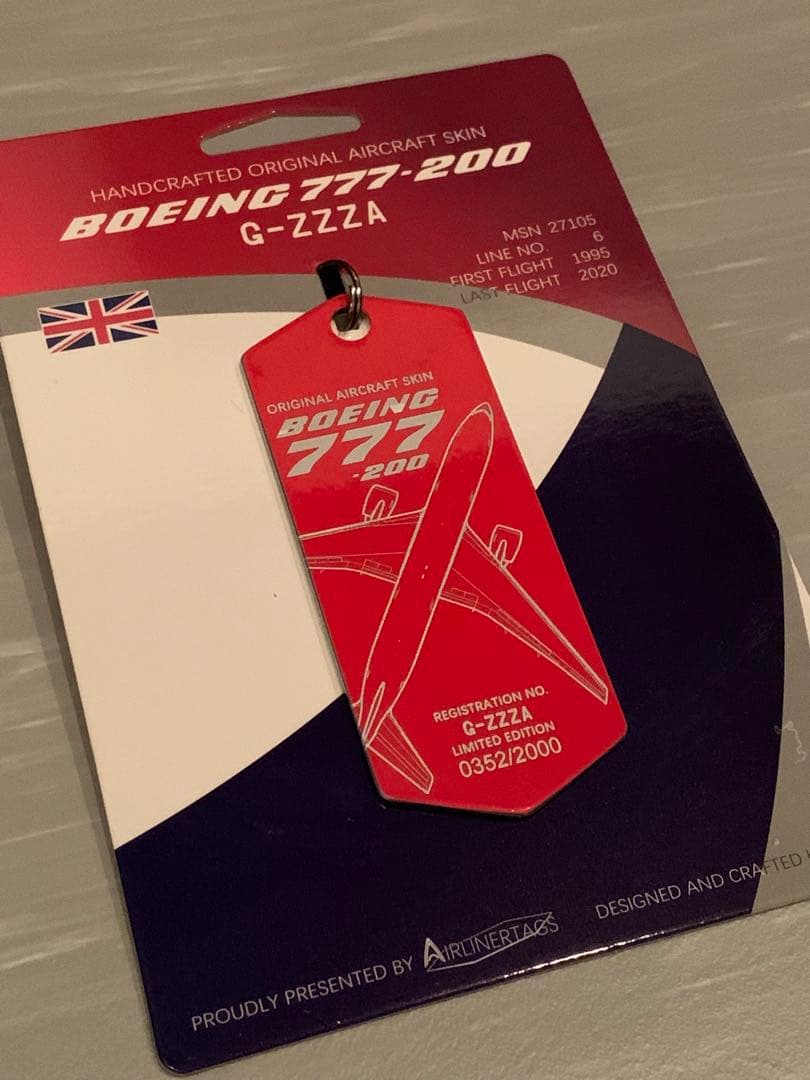 HANDCRAFTED ORIGINAL AIRCRAFT SKIN
BOEING 777-200
G-ZZZA
MSN 27105
LINE NO. 6
FIRST FLIGHT 1995
LAST FLIGHT 2020
ORIGINAL AIRCRAFT SKIN
BOEING
777
-200
REGISTRATION NO.
G-ZZZA
LIMITED EDITION
0352/2000
PROUDLY PRESENTED BY AIRLINERTAGS
DESIGNED AND CRAFTED